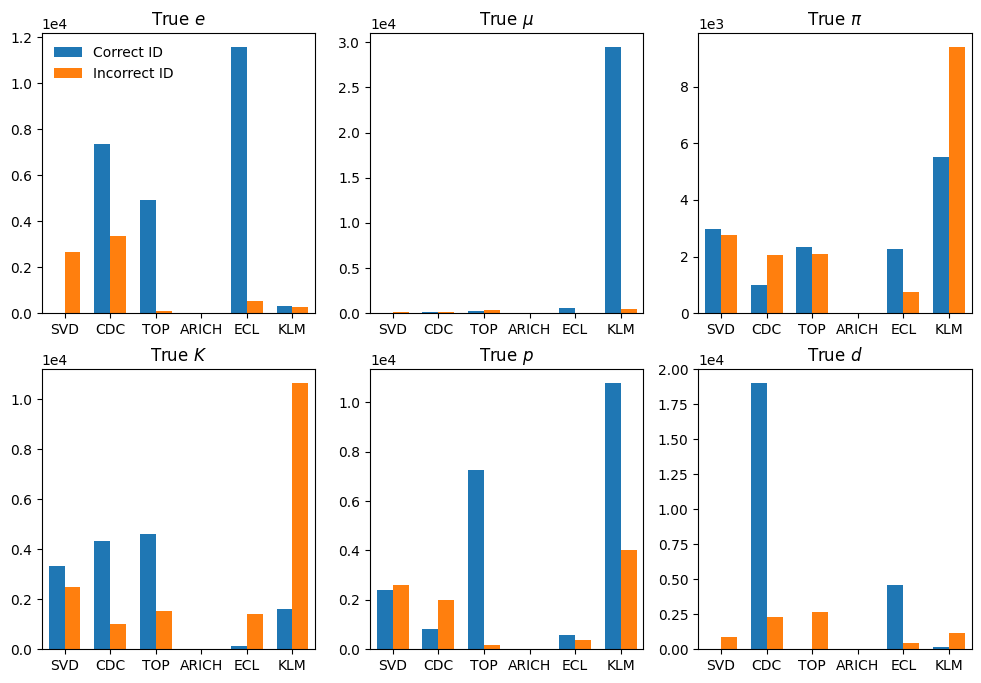 True e
1e4
1.2
1.0
0.8
0.6
0.4
0.2
0.0
Correct ID
Incorrect ID
SVD CDC TOP ARICH ECL KLM
True μ
1e4
3.0
2.5
2.0
1.5
1.0
0.5
0.0
SVD CDC TOP ARICH ECL KLM
True π
1e3
8
6
4
2
0
SVD CDC TOP ARICH ECL KLM
True K
1e4
1.0
0.8
0.6
0.4
0.2
0.0
SVD CDC TOP ARICH ECL KLM
True p
1e4
1.0
0.8
0.6
0.4
0.2
0.0
SVD CDC TOP ARICH ECL KLM
True d
1e4
2.00
1.75
1.50
1.25
1.00
0.75
0.50
0.25
0.00
SVD CDC TOP ARICH ECL KLM